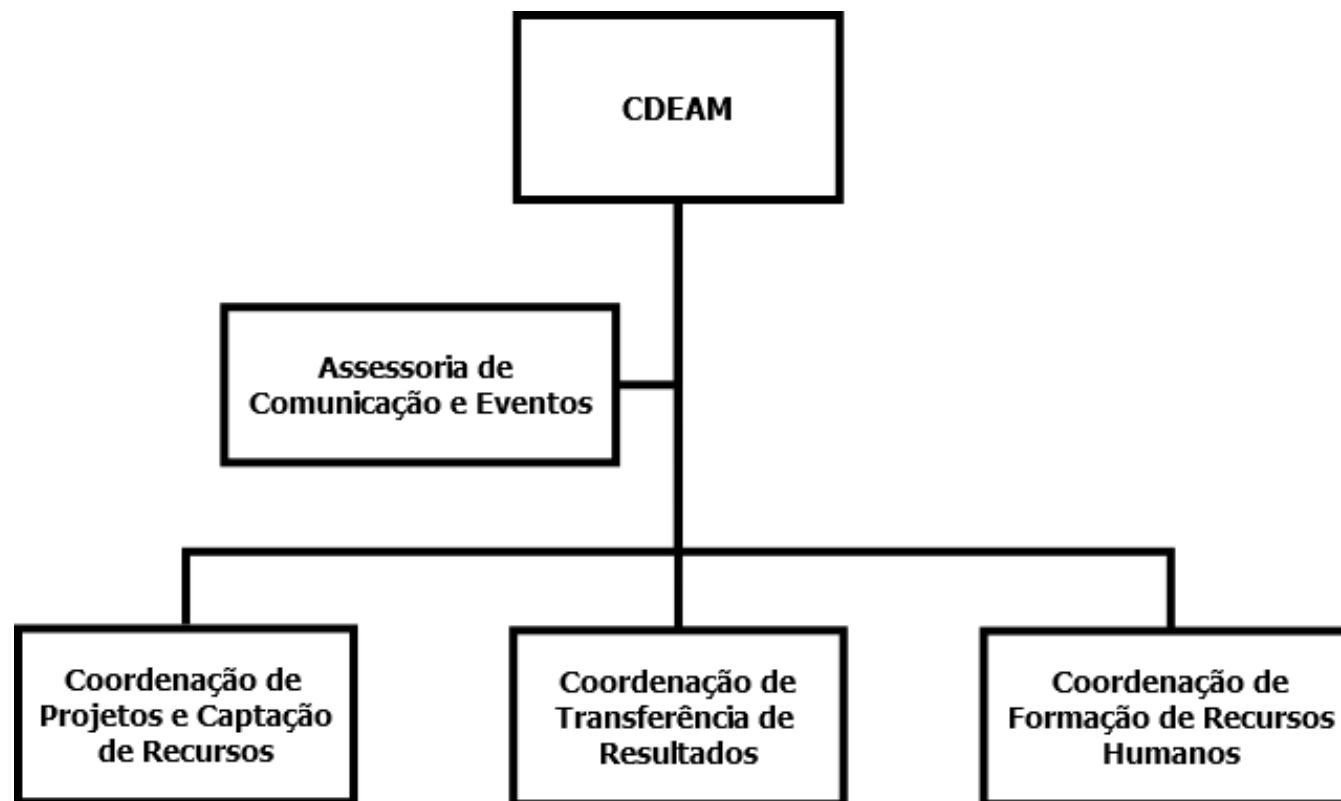 CDEAM
Assessoria de
Comunicação e Eventos
Coordenação de
Projetos e Captação
de Recursos
Coordenação de
Transferência de
Resultados
Coordenação de
Formação de Recursos
Humanos